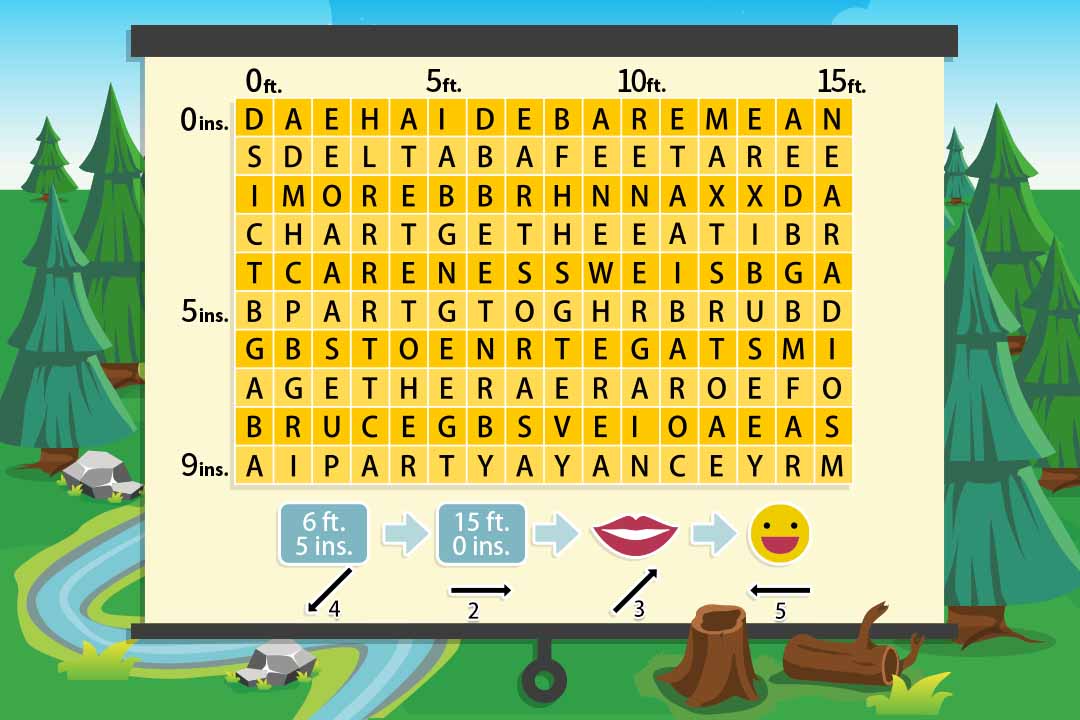 0ft. 5ft. 10ft. 15ft.
0ins. D A E H A I D E B A R E M E A N
S D E L T A B A F E E T A R E E
I M O R E B B R H N N A X X D A
C H A R T G E T H E E A T I B R
T C A R E N E S S W E I S B G A
5ins. B P A R T G T O G H R B R U B D
G B S T O E N R T E G A T S M I
A G E T H E R A E R A R O E F O
B R U C E G B S V E I O A E A S
9ins. A I P A R T Y A Y A N C E Y R M
6 ft. 15 ft.
5 ins. 0 ins.
4 2 3 5